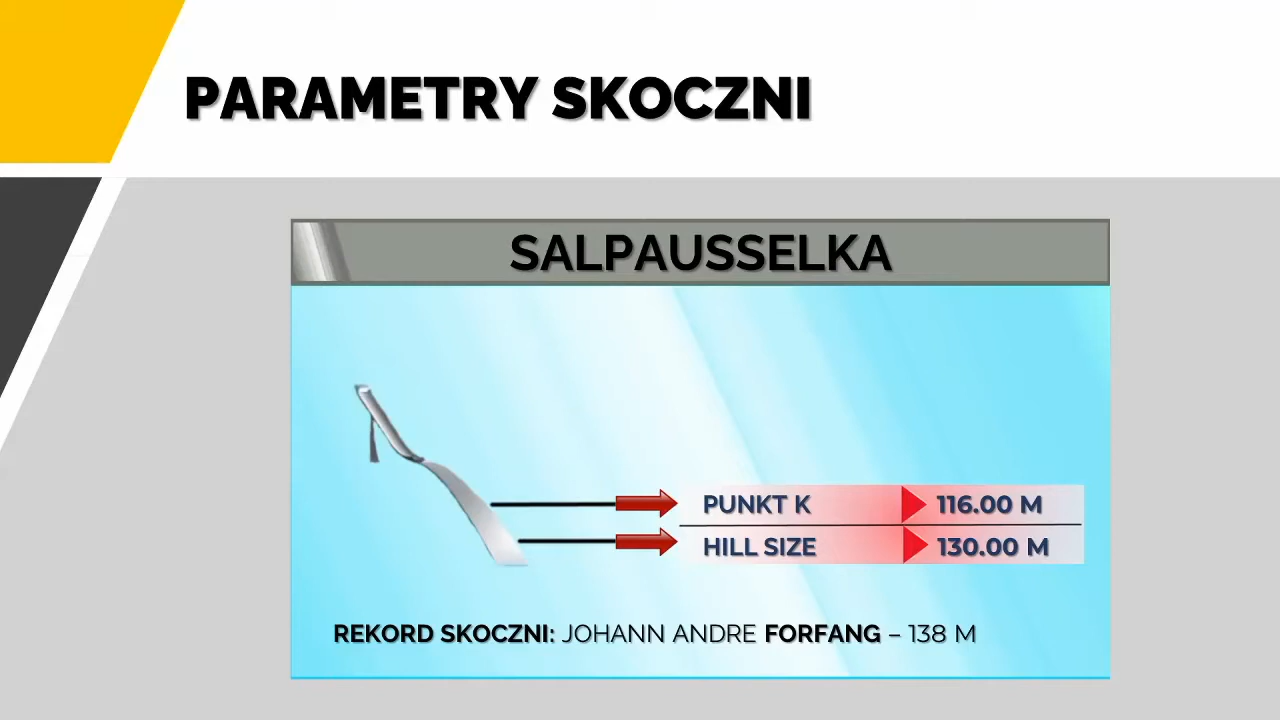 PARAMETRY SKOCZNI
SALPAUSSELKA
PUNKT K 116.00 M
HILL SIZE 130.00 M
REKORD SKOCZNI: JOHANN ANDRE FORFANG – 138 M